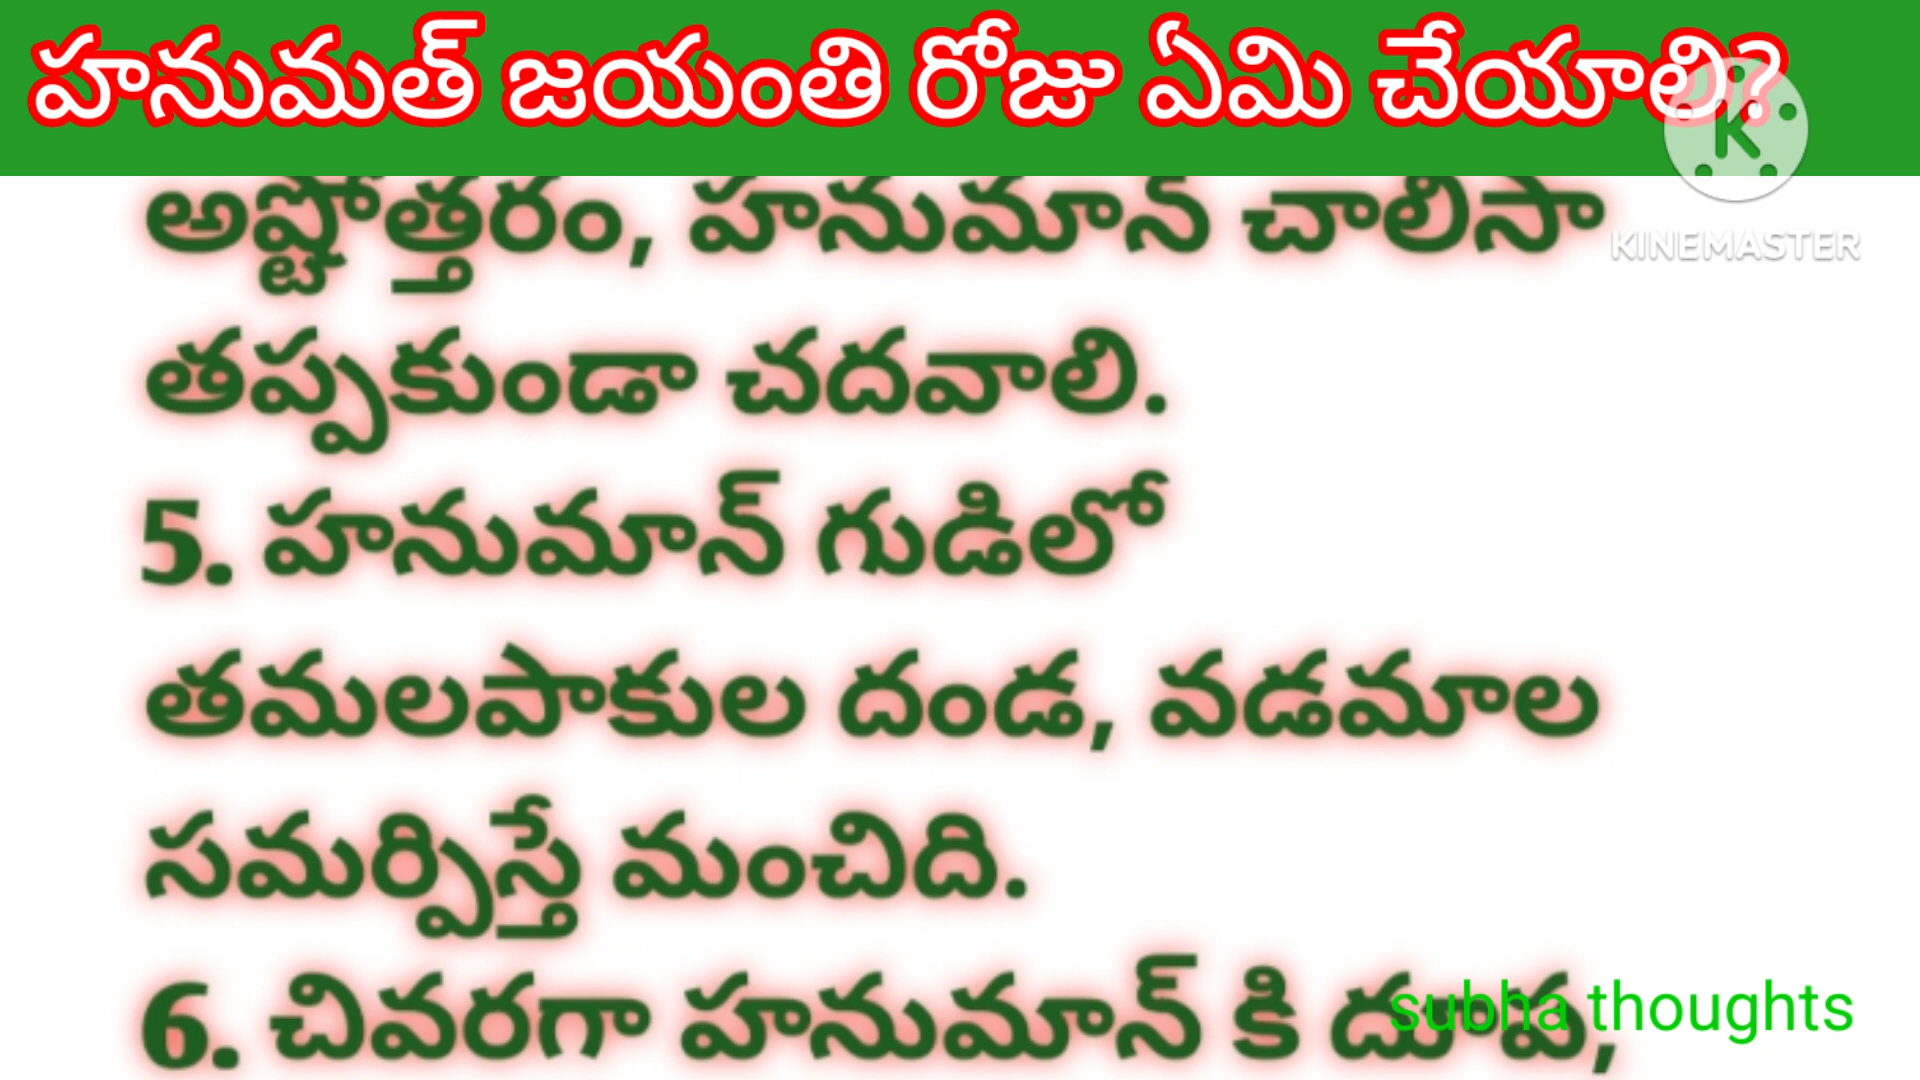 హనుమత్ జయంతి రోజు ఏమి చేయాలి?
అష్టోత్తరం, హనుమాన్ చాలిసా
KINEMASTER
తప్పకుండా చదవాలి.
5. హనుమాన్ గుడిలో
తమలపాకుల దండ, వడమాల
సమర్పిస్తే మంచిది.
6. చివరగా హనుమాన్ కి దూప,
subha thoughts